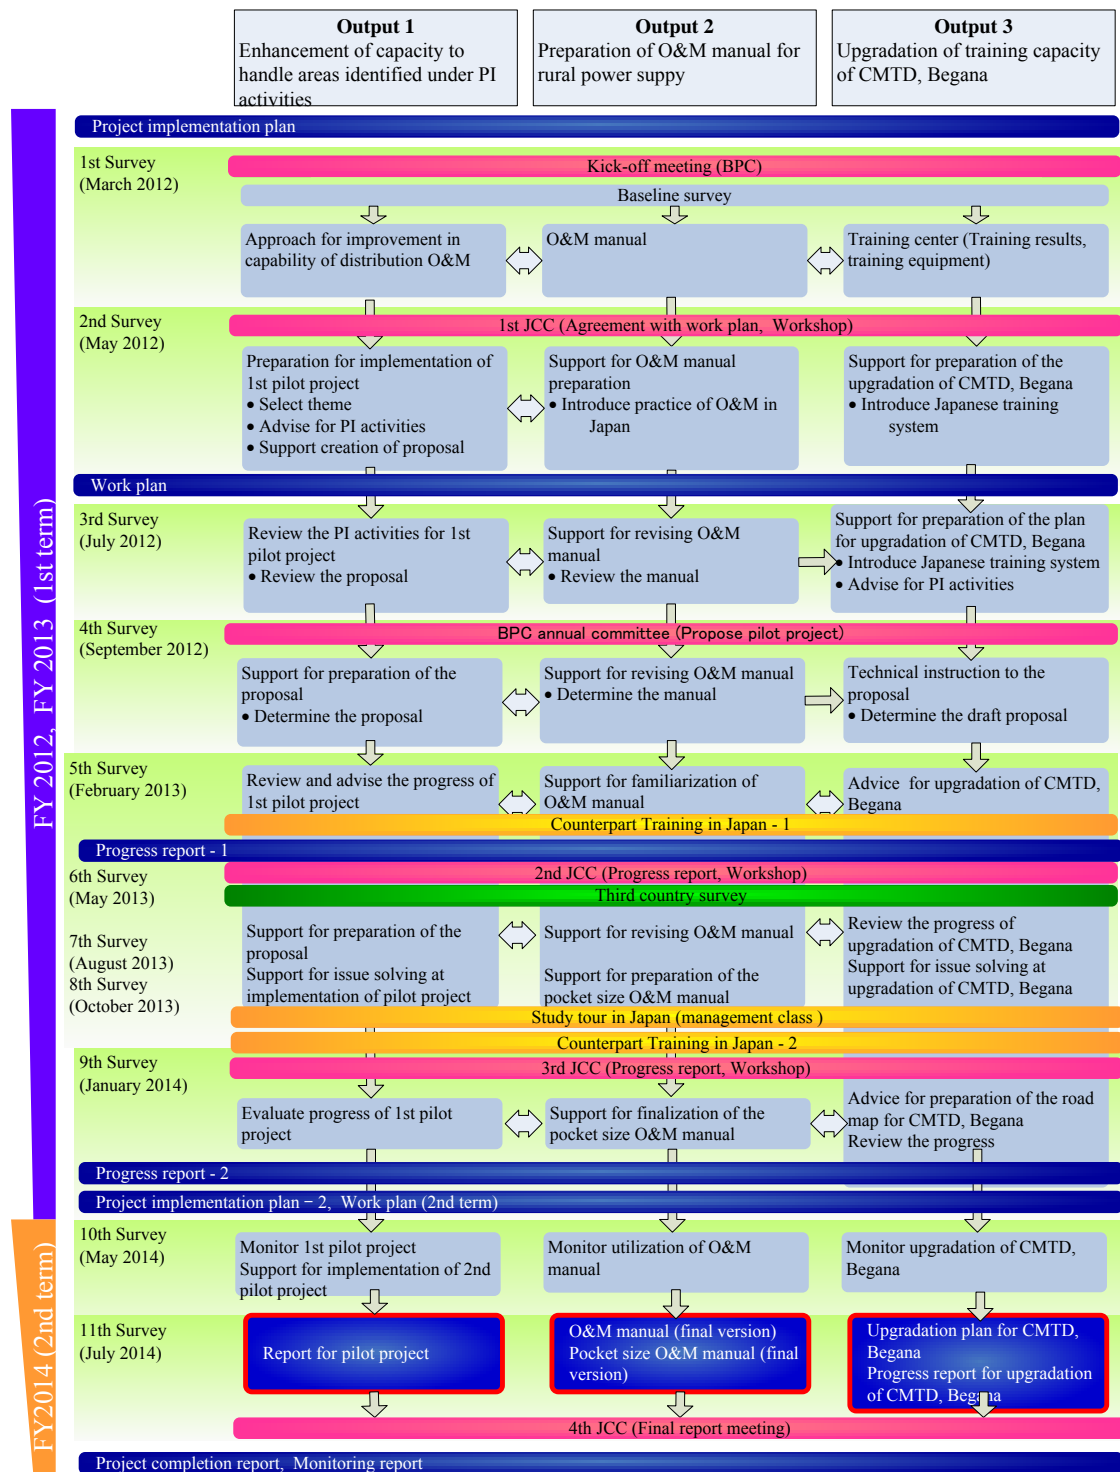 Output 1
Enhancement of capacity to
handle areas identified under PI
activities
Output 2
Preparation of O&M manual for
rural power suppy
Output 3
Upgradation of training capacity
of CMTD, Begana
FY 2012, FY 2013 (1st term)
Project implementation plan
1st Survey
(March 2012)
Kick-off meeting (BPC)
Baseline survey
Approach for improvement in
capability of distribution O&M
O&M manual
Training center (Training results,
training equipment)
2nd Survey
(May 2012)
1st JCC (Agreement with work plan, Workshop)
Preparation for implementation of
1st pilot project
• Select theme
• Advise for PI activities
• Support creation of proposal
Support for O&M manual
preparation
• Introduce practice of O&M in
Japan
Support for preparation of the
upgradation of CMTD, Begana
• Introduce Japanese training
system
Work plan
3rd Survey
(July 2012)
Review the PI activities for 1st
pilot project
• Review the proposal
Support for revising O&M
manual
• Review the manual
Support for preparation of the plan
for upgradation of CMTD, Begana
• Introduce Japanese training system
• Advise for PI activities
4th Survey
(September 2012)
BPC annual committee (Propose pilot project)
Support for preparation of the
proposal
• Determine the proposal
Support for revising O&M manual
• Determine the manual
Technical instruction to the
proposal
• Determine the draft proposal
5th Survey
(February 2013)
Review and advise the progress of
1st pilot project
Support for familiarization of
O&M manual
Advice for upgradation of CMTD,
Begana
Counterpart Training in Japan - 1
Progress report - 1
6th Survey
(May 2013)
2nd JCC (Progress report, Workshop)
Third country survey
7th Survey
(August 2013)
8th Survey
(October 2013)
Support for preparation of the
proposal
Support for issue solving at
implementation of pilot project
Support for revising O&M manual
Support for preparation of the
pocket size O&M manual
Review the progress of
upgradation of CMTD, Begana
Support for issue solving at
upgradation of CMTD, Begana
Study tour in Japan (management class )
Counterpart Training in Japan - 2
9th Survey
(January 2014)
3rd JCC (Progress report, Workshop)
Evaluate progress of 1st pilot
project
Support for finalization of the
pocket size O&M manual
Advice for preparation of the road
map for CMTD, Begana
Review the progress
Progress report - 2
Project implementation plan − 2, Work plan (2nd term)
FY2014 (2nd term)
10th Survey
(May 2014)
Monitor 1st pilot project
Support for implementation of 2nd
pilot project
Monitor utilization of O&M
manual
Monitor upgradation of CMTD,
Begana
11th Survey
(July 2014)
Report for pilot project
O&M manual (final version)
Pocket size O&M manual (final
version)
Upgradation plan for CMTD,
Begana
Progress report for upgradation
of CMTD, Begana
4th JCC (Final report meeting)
Project completion report, Monitoring report